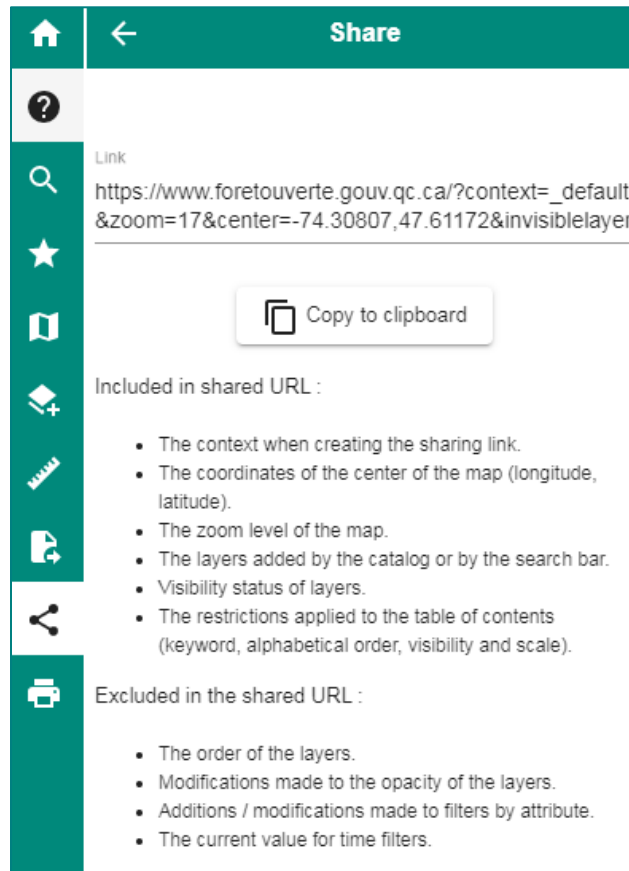 Share
Link
https://www.foretouverte.gouv.qc.ca/?context=_default
&zoom=17&center=-74.30807,47.61172&invisiblelayer
Copy to clipboard
Included in shared URL :
• The context when creating the sharing link.
• The coordinates of the center of the map (longitude,
latitude).
• The zoom level of the map.
• The layers added by the catalog or by the search bar.
• Visibility status of layers.
• The restrictions applied to the table of contents
(keyword, alphabetical order, visibility and scale).
Excluded in the shared URL :
• The order of the layers.
• Modifications made to the opacity of the layers.
• Additions / modifications made to filters by attribute.
• The current value for time filters.